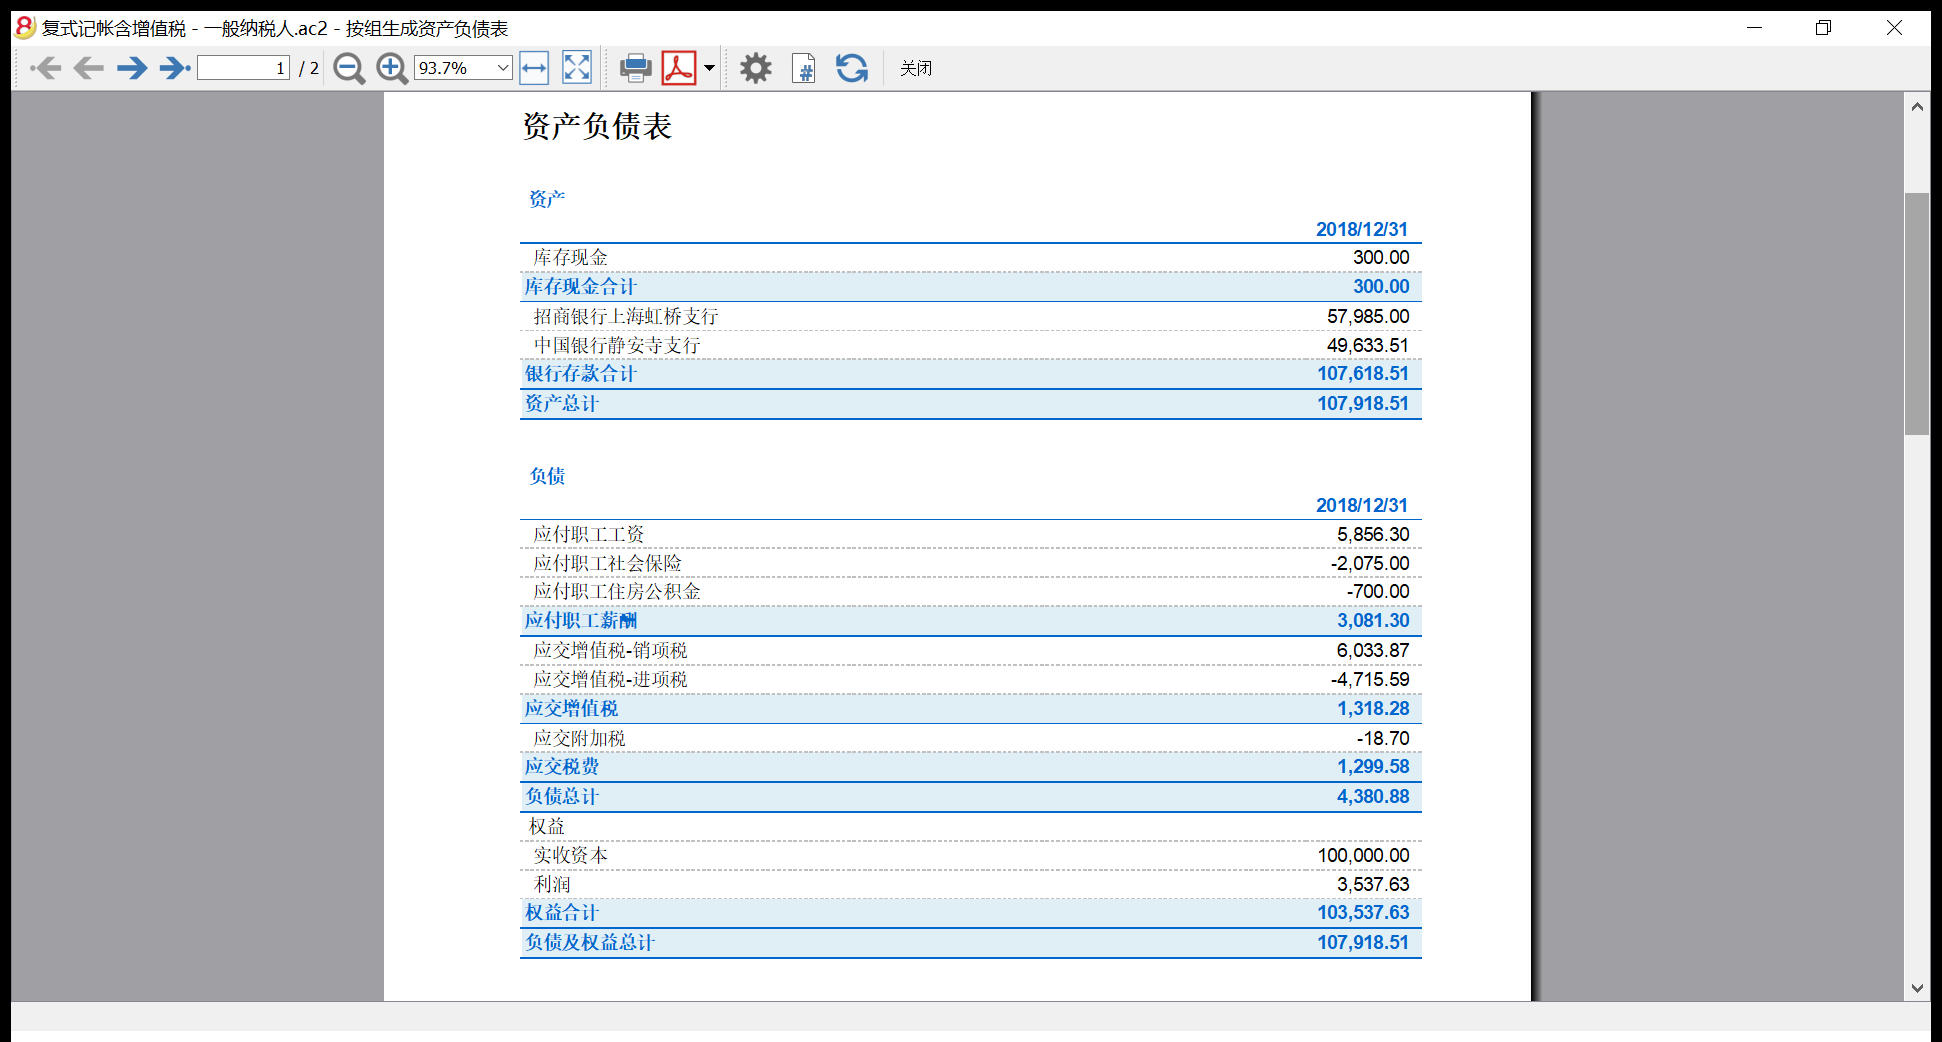 复式记帐含增值税 - 一般纳税人.ac2 - 按组生成资产负债表
1 / 2 93.7% 关闭
资产负债表
资产
2018/12/31
库存现金 300.00
库存现金合计 300.00
招商银行上海虹桥支行 57,985.00
中国银行静安寺支行 49,633.51
银行存款合计 107,618.51
资产总计 107,918.51
负债
2018/12/31
应付职工工资 5,856.30
应付职工社会保险 -2,075.00
应付职工住房公积金 -700.00
应付职工薪酬 3,081.30
应交增值税-销项税 6,033.87
应交增值税-进项税 -4,715.59
应交增值税 1,318.28
应交附加税 -18.70
应交税费 1,299.58
负债总计 4,380.88
权益
实收资本 100,000.00
利润 3,537.63
权益合计 103,537.63
负债及权益总计 107,918.51